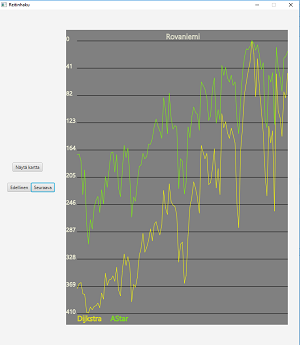 Reitinhaku
Rovaniemi
0
41
82
123
164
205
246
287
328
369
410
Näytä kartta
Edellinen Seuraava
Dijkstra AStar